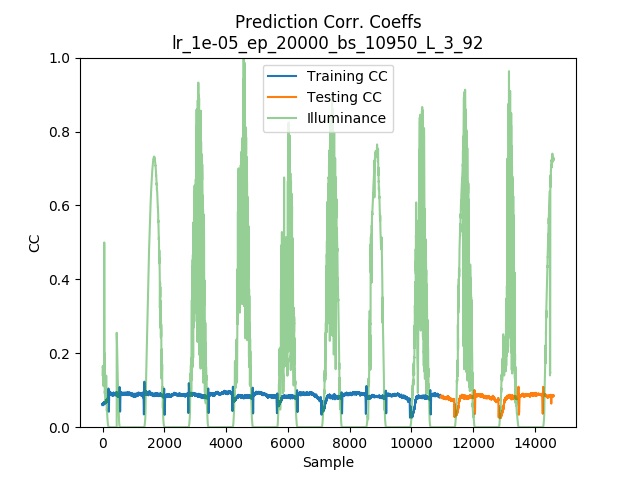 Prediction Corr. Coeffs
lr_1e-05_ep_20000_bs_10950_L_3_92
Training CC
Testing CC
Illuminance
CC
1.0
0.8
0.6
0.4
0.2
0.0
0
2000
4000
6000
8000
10000
12000
14000
Sample